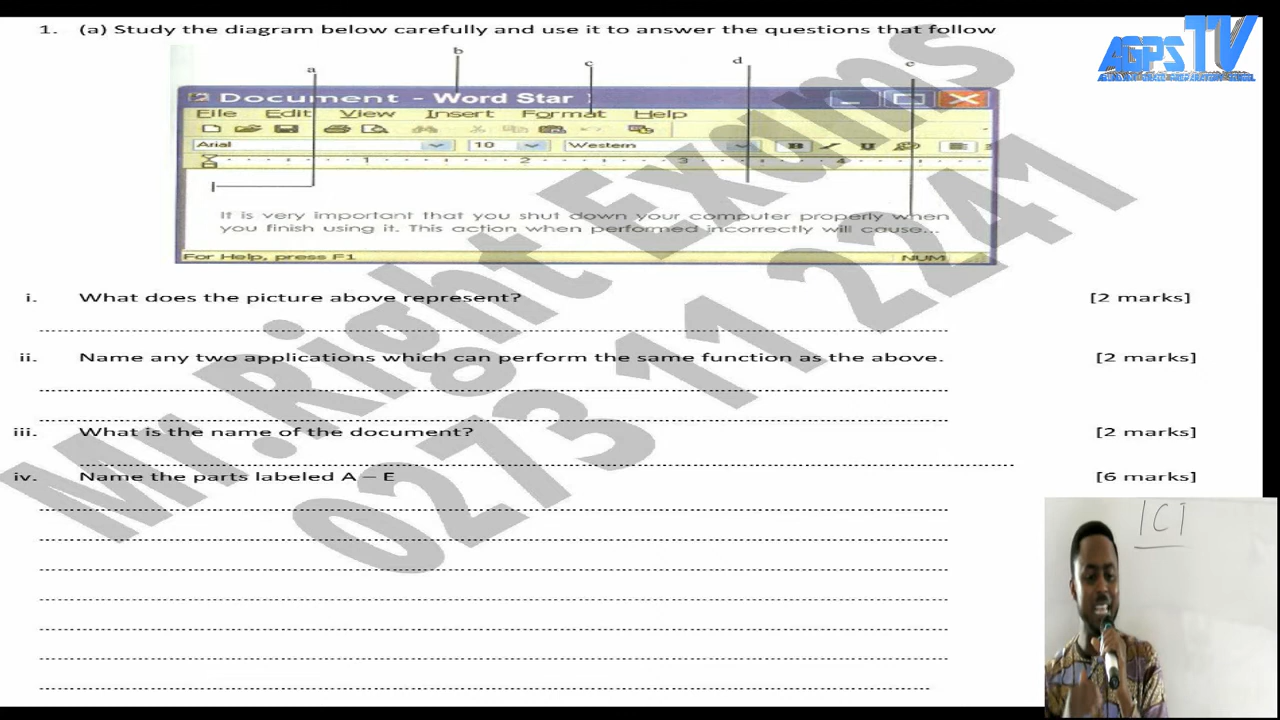 1. (a) Study the diagram below carefully and use it to answer the questions that follow
a b c d e
Document - Word Star
File Edit View Insert Format Help
Arial 10 Western B U
1 2 3 4
It is very important that you shut down your computer properly when
you finish using it. This action when performed incorrectly will cause...
For Help, press F1 NUM
i. What does the picture above represent? [2 marks]
ii. Name any two applications which can perform the same function as the above. [2 marks]
iii. What is the name of the document? [2 marks]
iv. Name the parts labeled A – E [6 marks]
Mr.Right Exams
0273 11 2241
AGPS TV
ICT